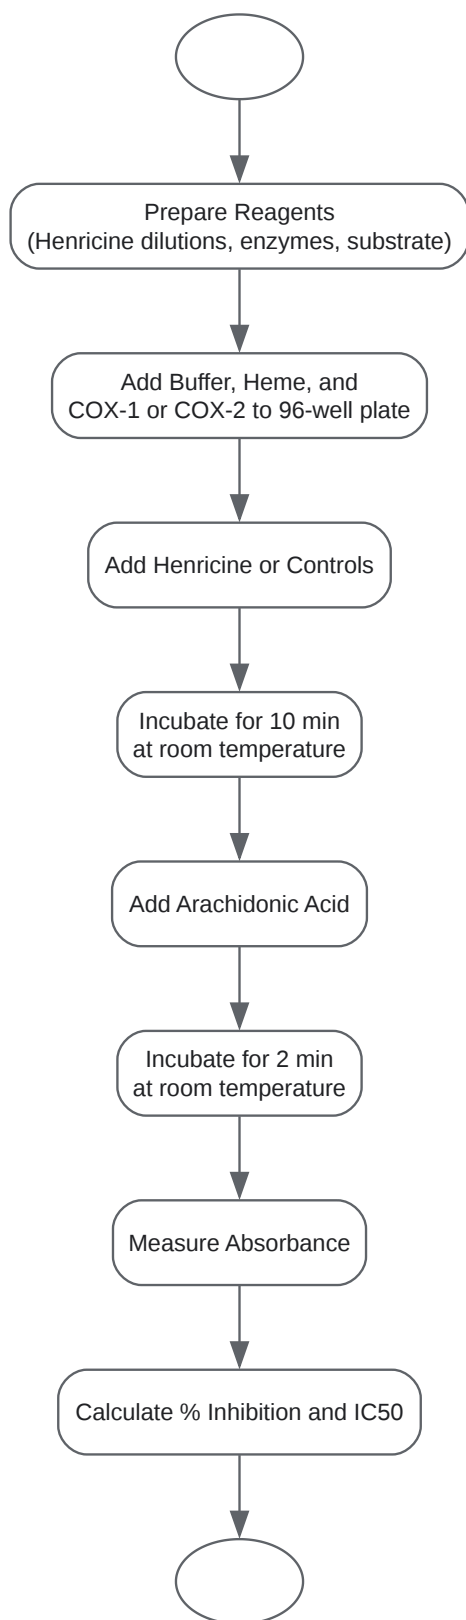 Prepare Reagents
(Henricine dilutions, enzymes, substrate)
Add Buffer, Heme, and
COX-1 or COX-2 to 96-well plate
Add Henricine or Controls
Incubate for 10 min
at room temperature
Add Arachidonic Acid
Incubate for 2 min
at room temperature
Measure Absorbance
Calculate % Inhibition and IC50